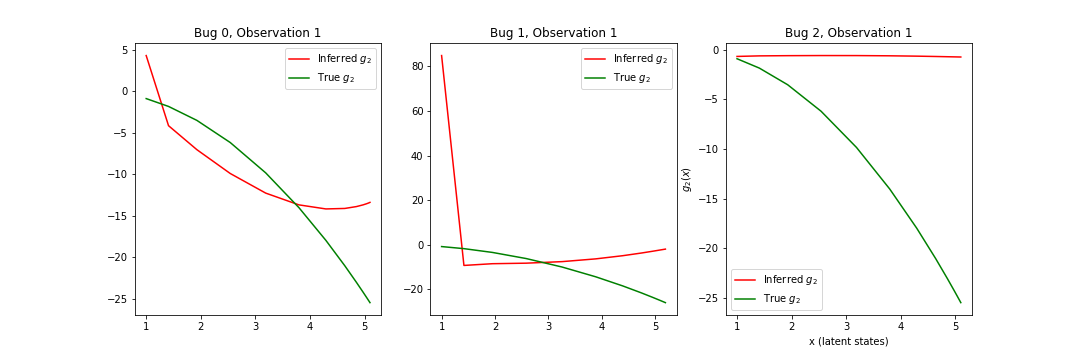 Bug 0, Observation 1
Inferred g₂
True g₂
5
0
−5
−10
−15
−20
−25
1 2 3 4 5
Bug 1, Observation 1
Inferred g₂
True g₂
80
60
40
20
0
−20
1 2 3 4 5
Bug 2, Observation 1
g₂(x)
0
−5
−10
−15
−20
−25
Inferred g₂
True g₂
1 2 3 4 5
x (latent states)